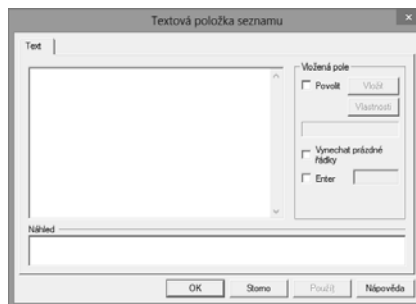 Textová položka seznamu
Text
Vložená pole
Povolit
Vložit
Vlastnosti
Vynechat prázdné
řádky
Enter
Náhled
OK
Storno
Použít
Nápověda